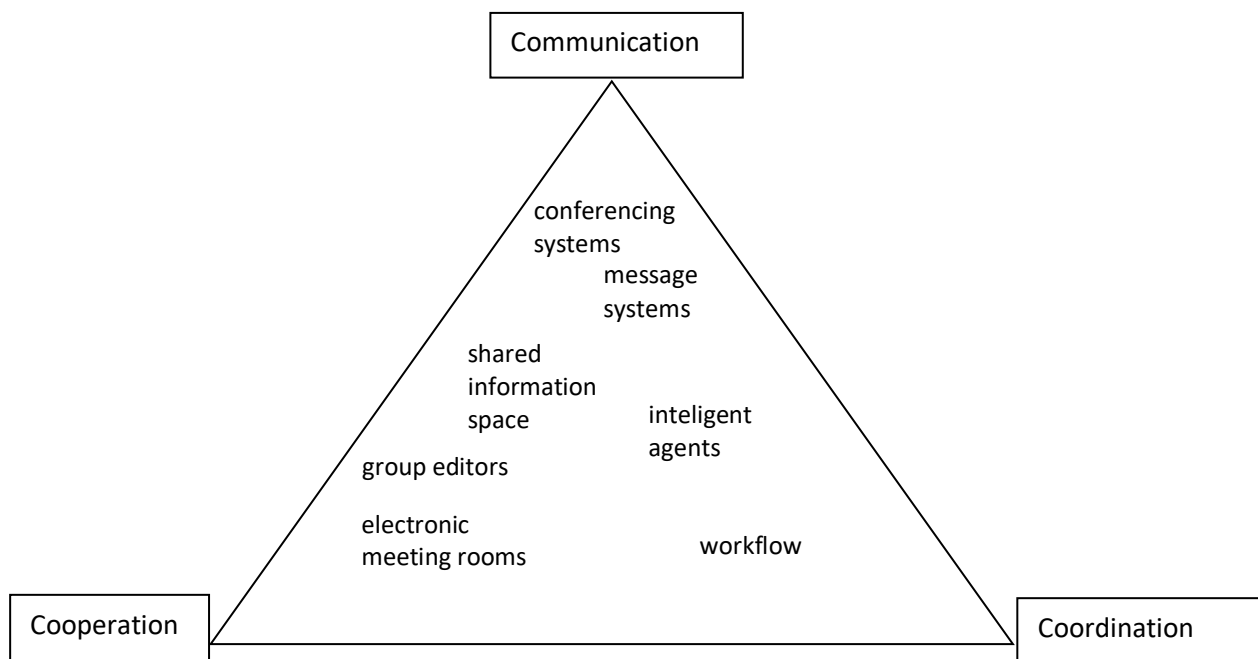 Communication
conferencing
systems
message
systems
shared
information
space
inteligent
agents
group editors
electronic
meeting rooms
workflow
Cooperation
Coordination